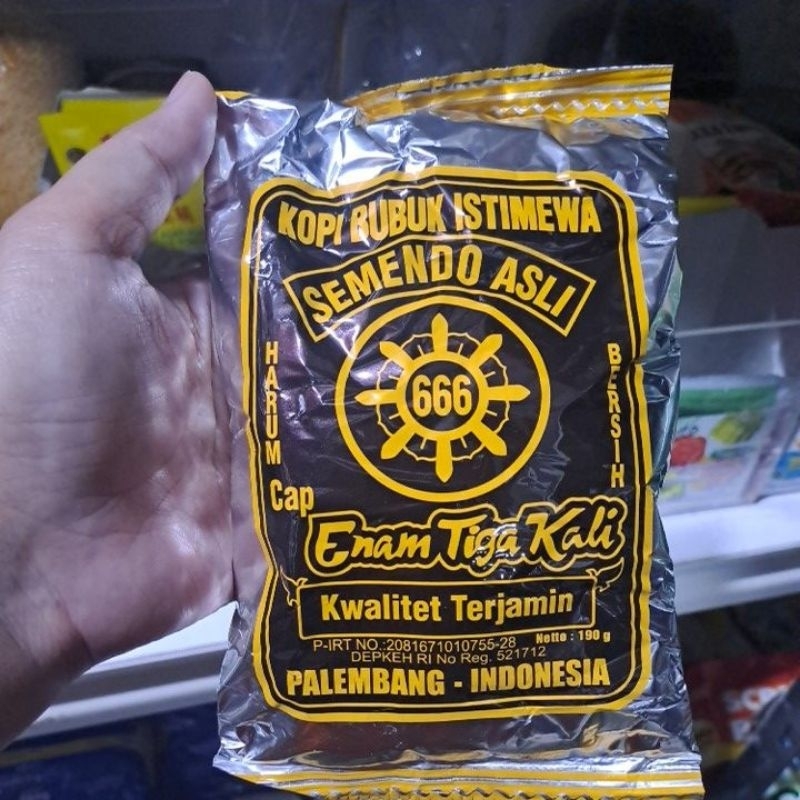 KOPI BUBUK ISTIMEWA
SEMENDO ASLI
HARUM
666
BERSIH
Cap
Enam Tiga Kali
Kwalitet Terjamin
P-IRT NO.:2081671010755-28 Netto : 190 g
DEPKEH RI No Reg. 521712
PALEMBANG - INDONESIA